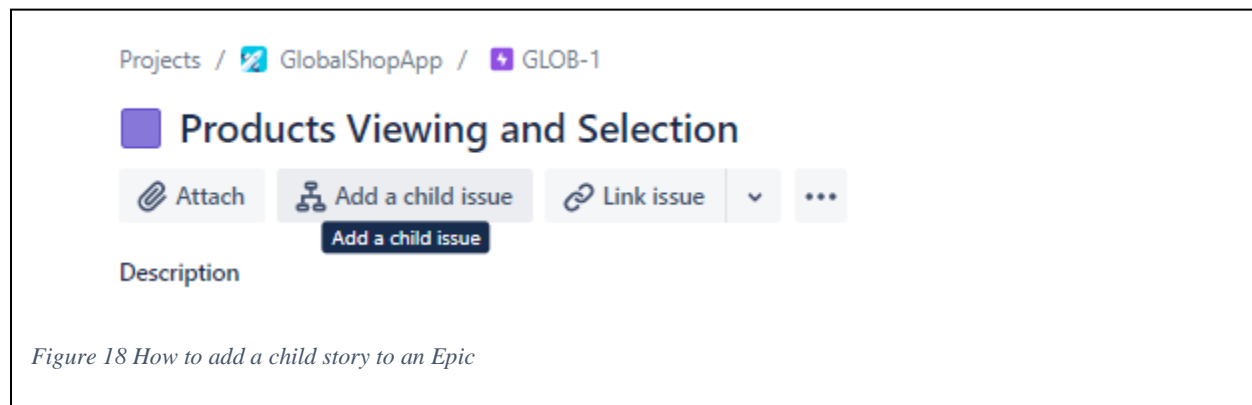 Projects / GlobalShopApp / GLOB-1
Products Viewing and Selection
Attach Add a child issue Link issue
Add a child issue
Description
Figure 18 How to add a child story to an Epic